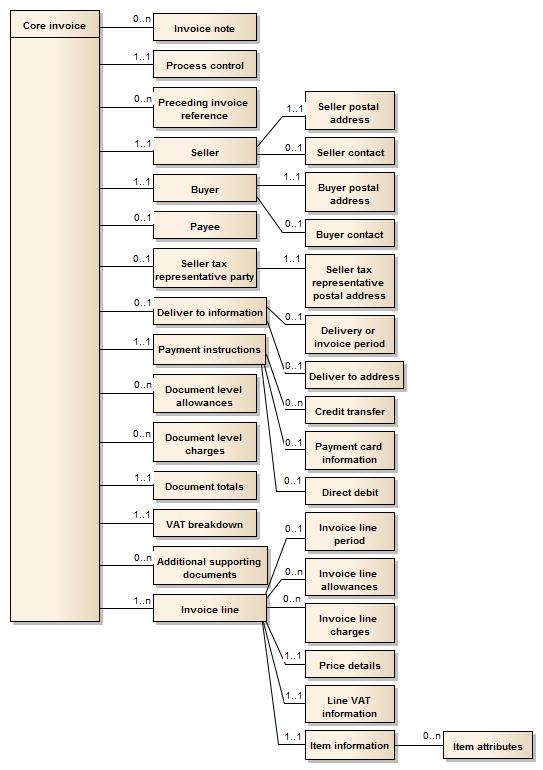 Core invoice
0..n
Invoice note
1..1
Process control
0..n
Preceding invoice
reference
1..1
Seller
1..1
Seller postal
address
0..1
Seller contact
1..1
Buyer
1..1
Buyer postal
address
0..1
Buyer contact
0..1
Payee
0..1
Seller tax
representative party
1..1
Seller tax
representative
postal address
0..1
Deliver to information
0..1
Delivery or
invoice period
0..1
Deliver to address
1..1
Payment instructions
0..n
Credit transfer
0..1
Payment card
information
0..1
Direct debit
0..n
Document level
allowances
0..n
Document level
charges
1..1
Document totals
1..1
VAT breakdown
0..n
Additional supporting
documents
1..n
Invoice line
0..1
Invoice line
period
0..n
Invoice line
allowances
0..n
Invoice line
charges
1..1
Price details
1..1
Line VAT
information
1..1
Item information
0..n
Item attributes